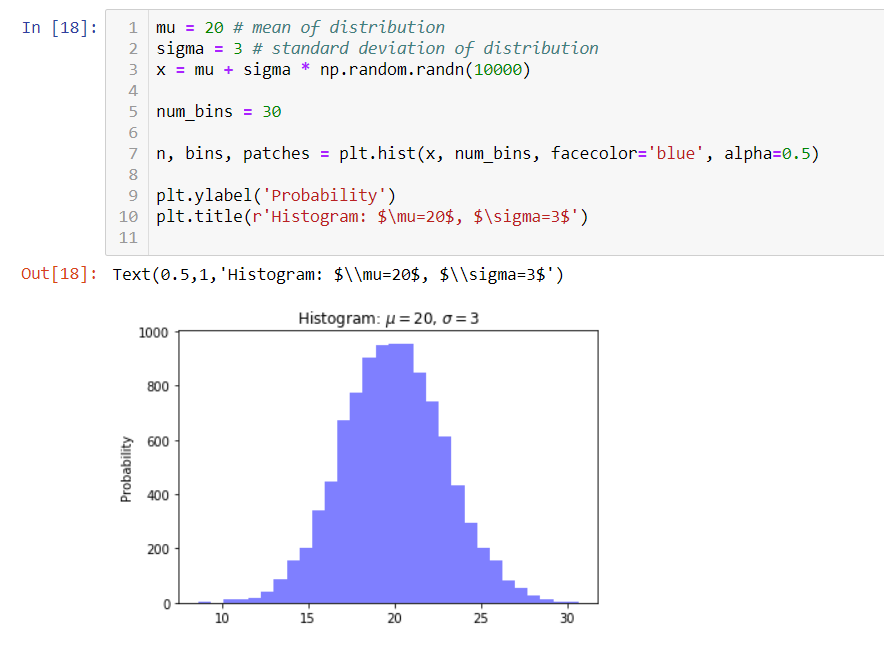 In [18]:
1 mu = 20 # mean of distribution
2 sigma = 3 # standard deviation of distribution
3 x = mu + sigma * np.random.randn(10000)
4
5 num_bins = 30
6
7 n, bins, patches = plt.hist(x, num_bins, facecolor='blue', alpha=0.5)
8
9 plt.ylabel('Probability')
10 plt.title(r'Histogram: $\mu=20$, $\sigma=3$')
11
Out[18]: Text(0.5,1,'Histogram: $\\mu=20$, $\\sigma=3$')
Histogram: μ = 20, σ = 3
1000
800
600
400
200
0
Probability
10 15 20 25 30